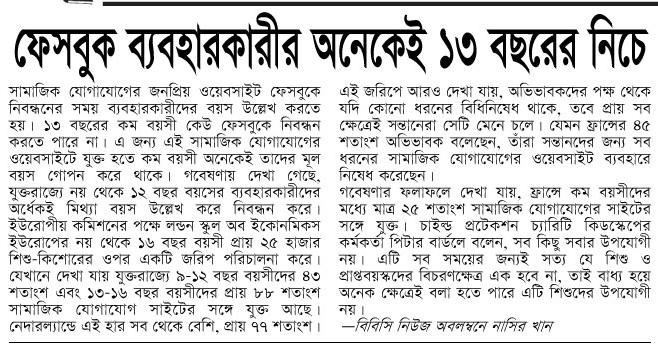 ফেসবুক ব্যবহারকারীর অনেকেই ১৩ বছরের নিচে
সামাজিক যোগাযোগের জনপ্রিয় ওয়েবসাইট ফেসবুকে
নিবন্ধনের সময় ব্যবহারকারীদের বয়স উল্লেখ করতে
হয়। ১৩ বছরের কম বয়সী কেউ ফেসবুকে নিবন্ধন
করতে পারে না। এ জন্য এই সামাজিক যোগাযোগের
ওয়েবসাইটে যুক্ত হতে কম বয়সী অনেকেই তাদের মূল
বয়স গোপন করে থাকে। গবেষণায় দেখা গেছে,
যুক্তরাজ্যে নয় থেকে ১২ বছর বয়সের ব্যবহারকারীদের
অর্ধেকই মিথ্যা বয়স উল্লেখ করে নিবন্ধন করে।
ইউরোপীয় কমিশনের পক্ষে লন্ডন স্কুল অব ইকোনমিকস
ইউরোপের নয় থেকে ১৬ বছর বয়সী প্রায় ২৫ হাজার
শিশু-কিশোরের ওপর একটি জরিপ পরিচালনা করে।
যেখানে দেখা যায় যুক্তরাজ্যে ৯-১২ বছর বয়সীদের ৪৩
শতাংশ এবং ১৩-১৬ বছর বয়সীদের প্রায় ৮৮ শতাংশ
সামাজিক যোগাযোগ সাইটের সঙ্গে যুক্ত আছে।
নেদারল্যান্ডে এই হার সব থেকে বেশি, প্রায় ৭৭ শতাংশ।
এই জরিপে আরও দেখা যায়, অভিভাবকদের পক্ষ থেকে
যদি কোনো ধরনের বিধিনিষেধ থাকে, তবে প্রায় সব
ক্ষেত্রেই সন্তানেরা সেটি মেনে চলে। যেমন ফ্রান্সের ৪৫
শতাংশ অভিভাবক বলেছেন, তাঁরা সন্তানদের জন্য সব
ধরনের সামাজিক যোগাযোগের ওয়েবসাইট ব্যবহারে
নিষেধ করেছেন।
গবেষণার ফলাফলে দেখা যায়, ফ্রান্সে কম বয়সীদের
মধ্যে মাত্র ২৫ শতাংশ সামাজিক যোগাযোগের সাইটের
সঙ্গে যুক্ত। চাইল্ড প্রটেকশন চ্যারিটি কিডস্কেপের
কর্মকর্তা পিটার বার্ডলে বলেন, সব কিছু সবার উপযোগী
নয়। এটি সব সময়ের জন্যই সত্য যে শিশু ও
প্রাপ্তবয়স্কদের বিচরণক্ষেত্র এক হবে না, তাই বাধ্য হয়ে
অনেক ক্ষেত্রেই বলা হতে পারে এটি শিশুদের উপযোগী
নয়।
—বিবিসি নিউজ অবলম্বনে নাসির খান